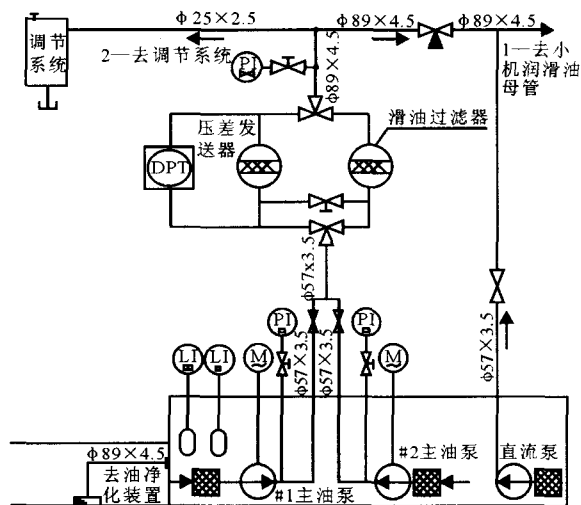 φ25×2.5
φ89×4.5
φ89×4.5
调节
系统
2—去调节系统
1—去小
机润滑油
母管
PI
φ89×4.5
压差发
送器
滑油过滤器
DPT
φ57×3.5
φ57×3.5
PI
PI
LI
LI
M
M
φ57×3.5
φ57×3.5
φ89×4.5
去油净
化装置
#1主油泵
#2主油泵
直流泵